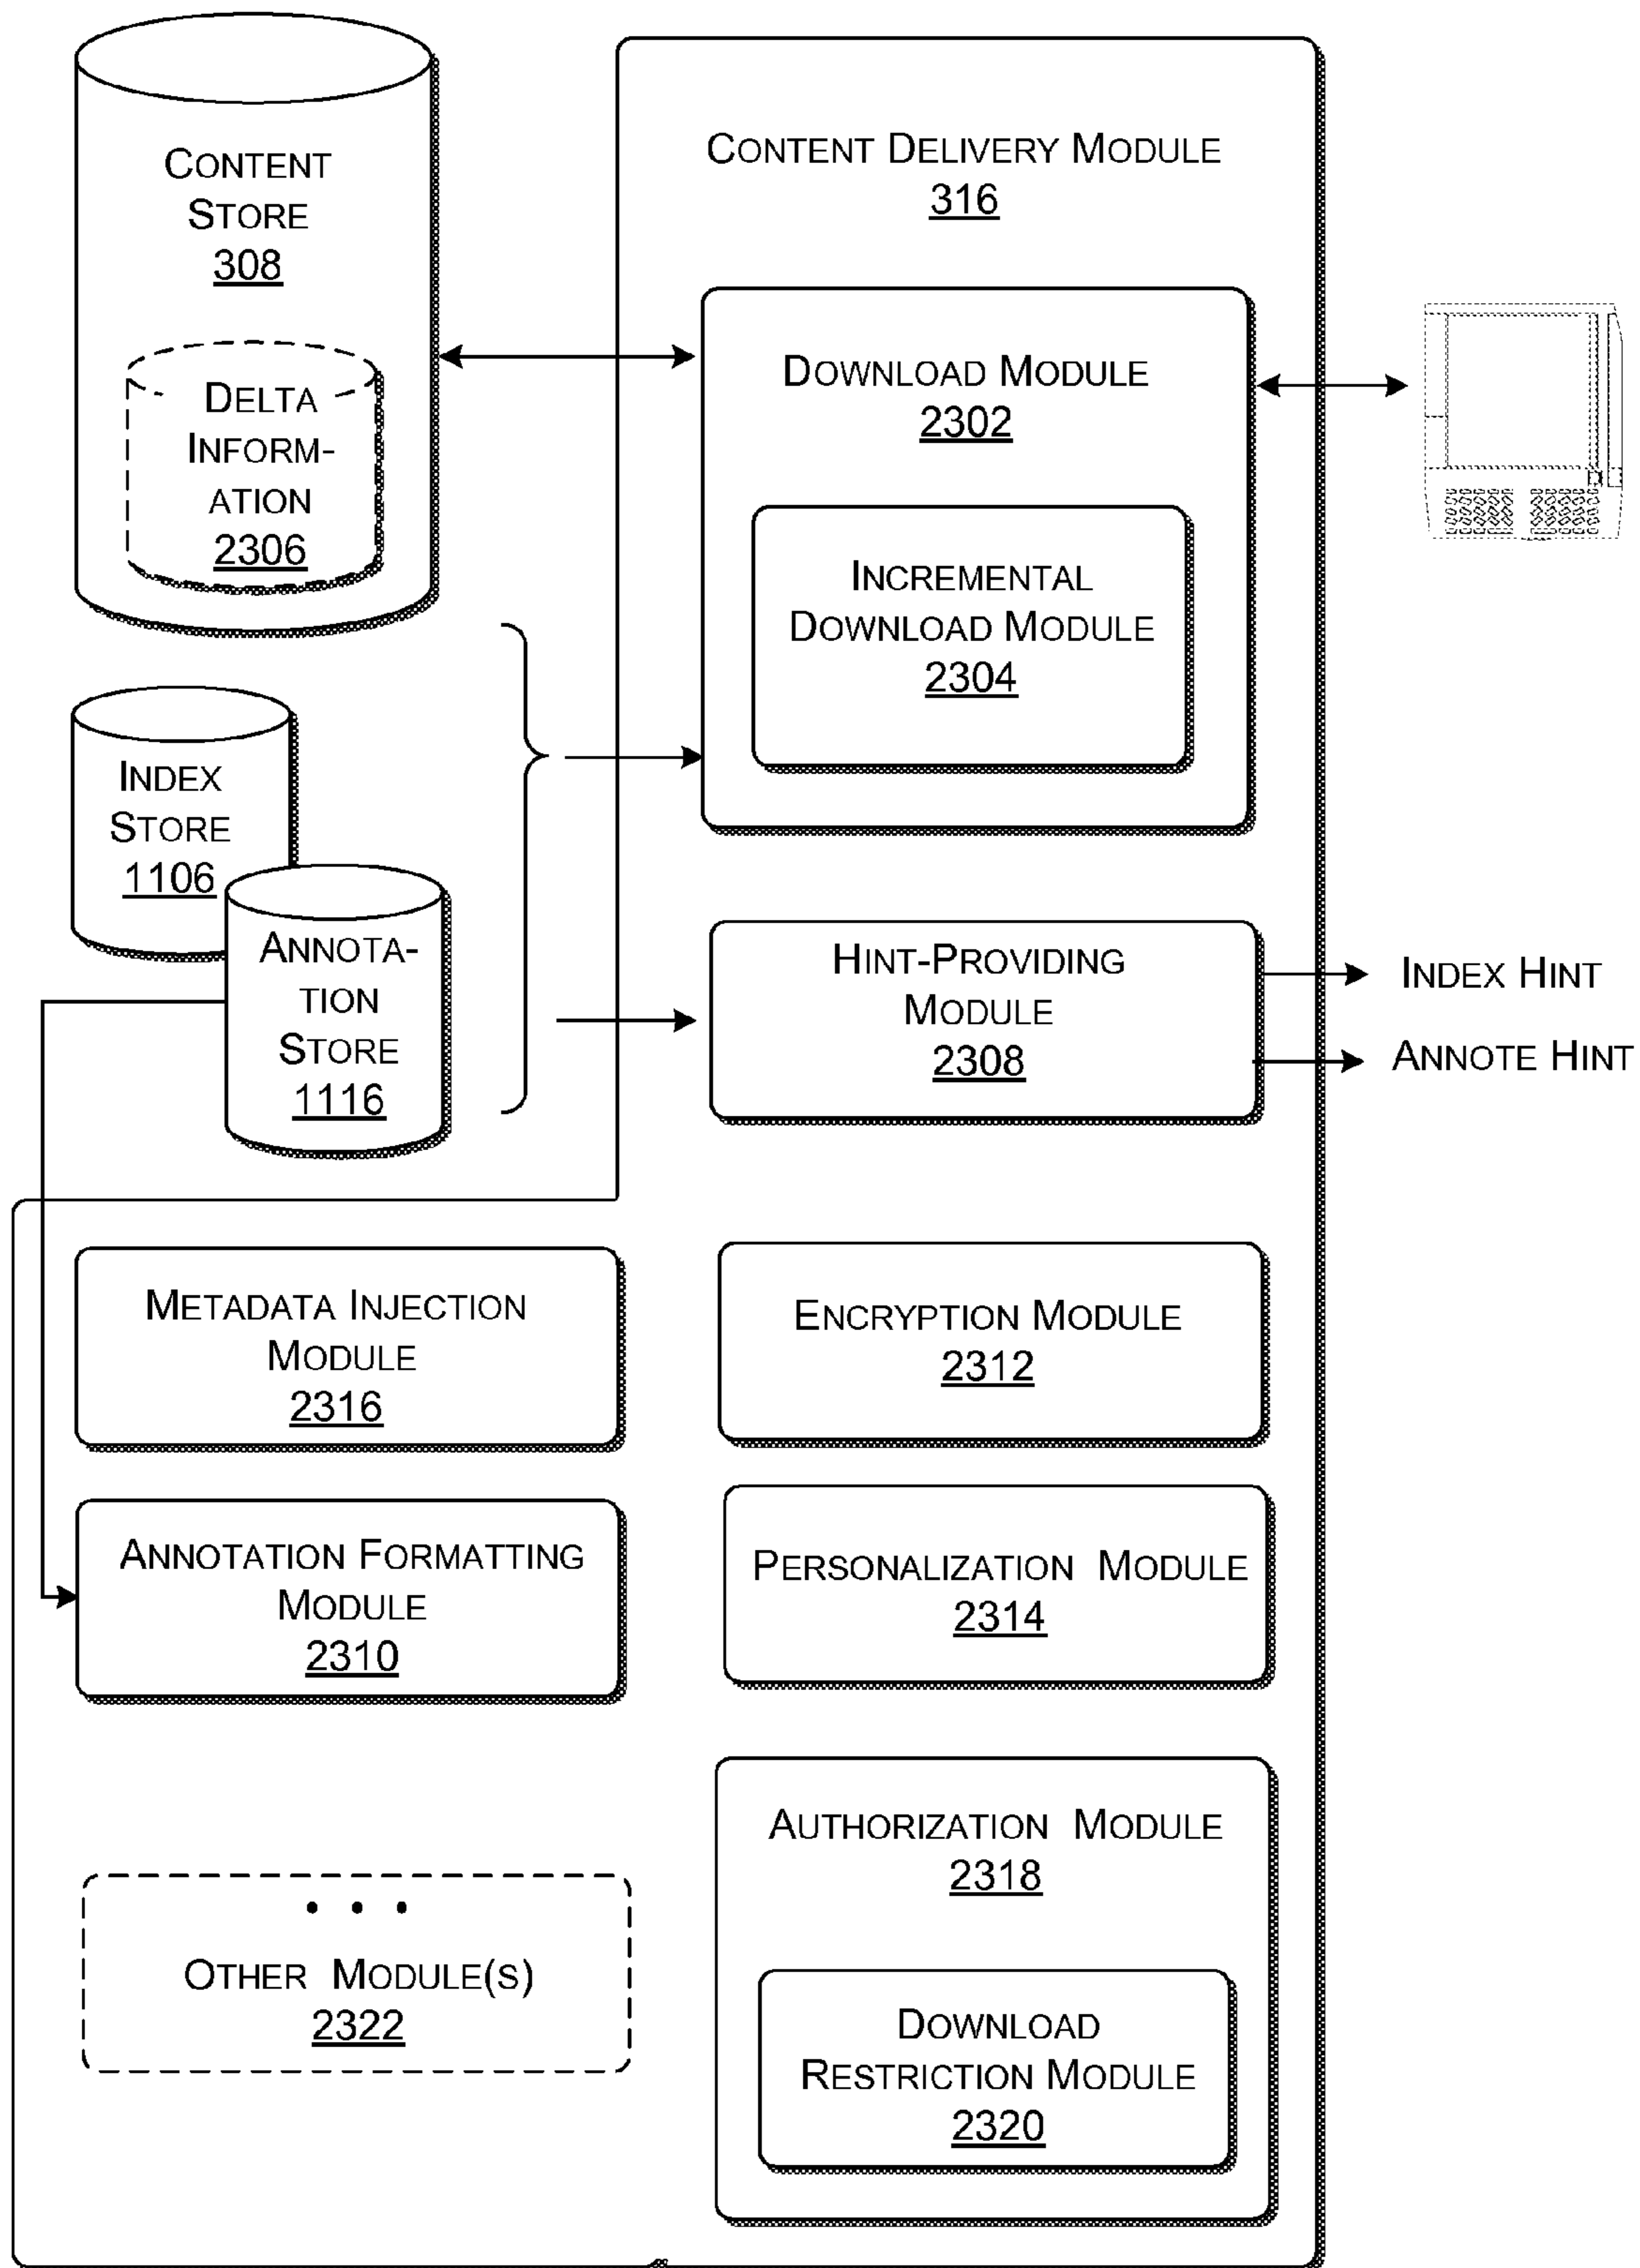 CONTENT
STORE
308
DELTA
INFORM-
ATION
2306
CONTENT DELIVERY MODULE
316
DOWNLOAD MODULE
2302
INCREMENTAL
DOWNLOAD MODULE
2304
INDEX
STORE
1106
ANNOTA-
TION
STORE
1116
HINT-PROVIDING
MODULE
2308
INDEX HINT
ANNOTE HINT
METADATA INJECTION
MODULE
2316
ENCRYPTION MODULE
2312
ANNOTATION FORMATTING
MODULE
2310
PERSONALIZATION MODULE
2314
AUTHORIZATION MODULE
2318
• • •
OTHER MODULE(S)
2322
DOWNLOAD
RESTRICTION MODULE
2320